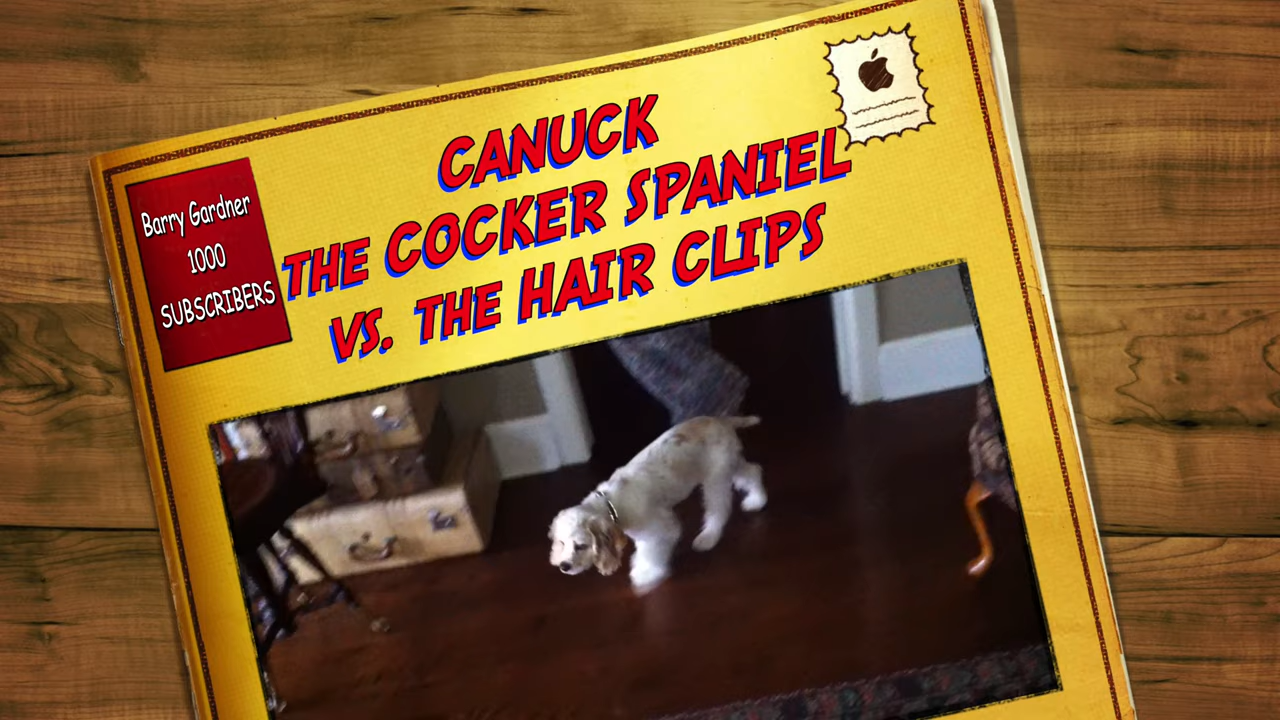 CANUCK
THE COCKER SPANIEL
VS. THE HAIR CLIPS
Barry Gardner
1000
SUBSCRIBERS